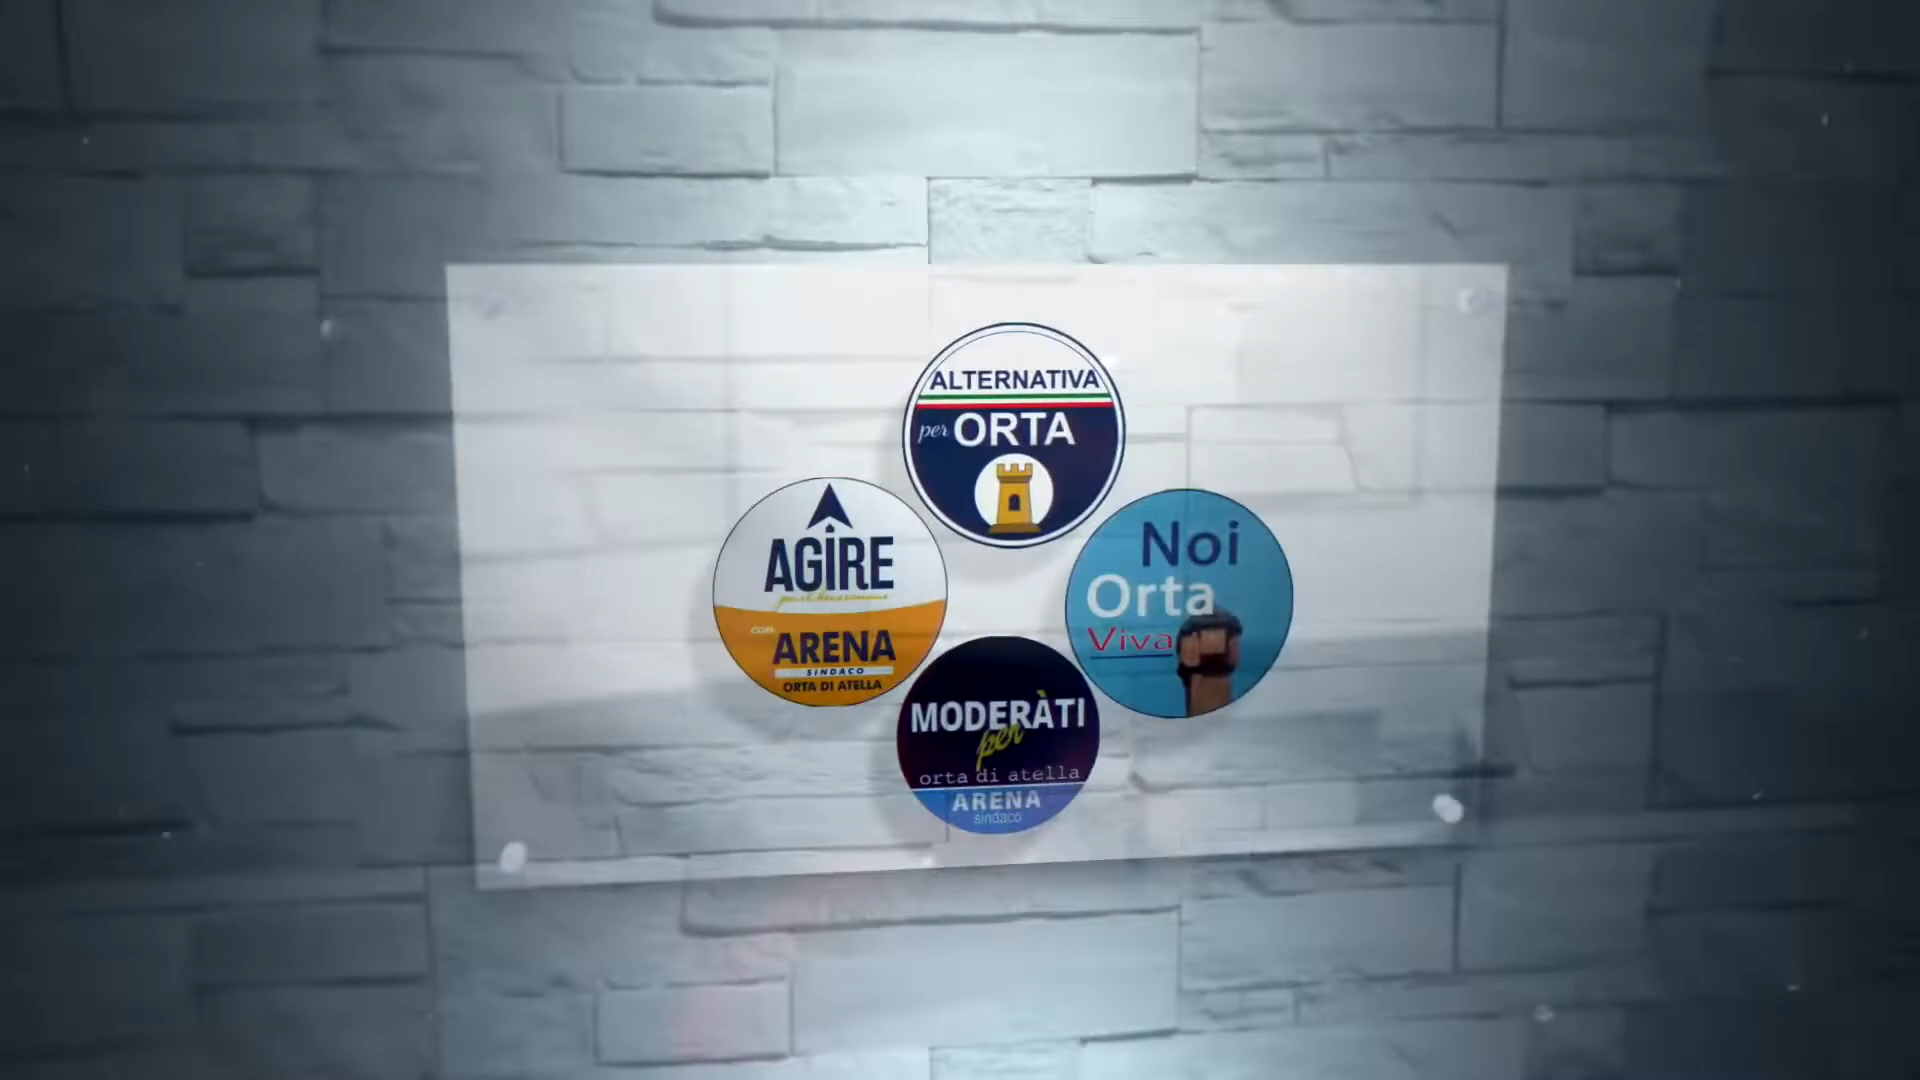 ALTERNATIVA
per ORTA
AGIRE
con
ARENA
SINDACO
ORTA DI ATELLA
Noi
Orta
Viva
MODERÀTI
per
orta di atella
ARENA
sindaco